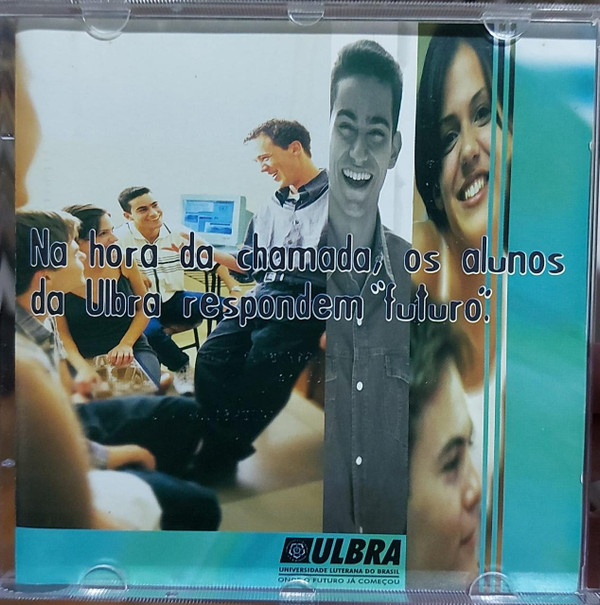 Na hora da chamada, os alunos
da Ulbra respondem "futuro".
ULBRA
UNIVERSIDADE LUTERANA DO BRASIL
ONDE O FUTURO JÁ COMEÇOU